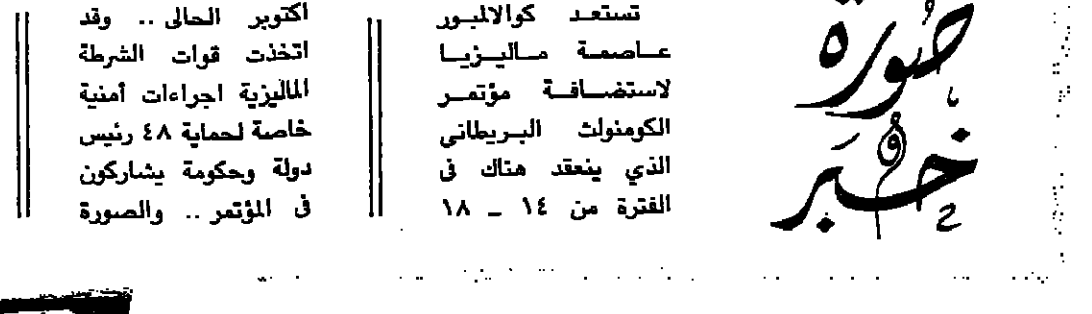 صورة
و
خبر
تستعد كوالالمبور
عاصمة ماليزيا
لاستضافة مؤتمر
الكومنولث البريطانى
الذي ينعقد هناك فى
الفترة من ١٤ ـ ١٨
اكتوبر الحالى .. وقد
اتخذت قوات الشرطة
الماليزية اجراءات أمنية
خاصة لحماية ٤٨ رئيس
دولة وحكومة يشاركون
فى المؤتمر .. والصورة